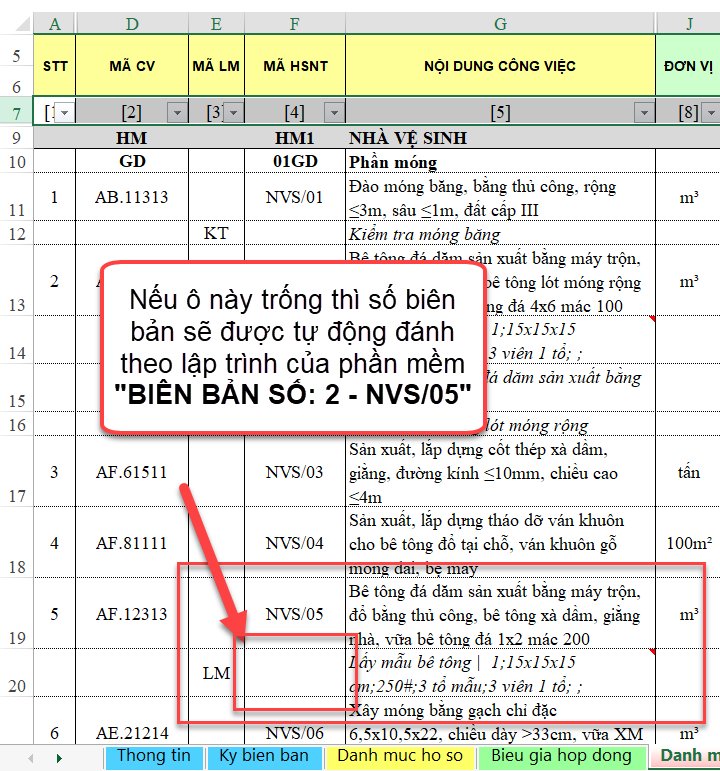 A D E F G J
5
6
STT MÃ CV MÃ LM MÃ HSNT NỘI DUNG CÔNG VIỆC ĐƠN VỊ
7 [2] [3] [4] [5] [8]
9 HM HM1 NHÀ VỆ SINH
10 GD 01GD Phần móng
11 1 AB.11313 NVS/01 Đào móng băng, bằng thủ công, rộng m³
≤3m, sâu ≤1m, đất cấp III
12 KT Kiểm tra móng băng
13 2 Bê tông đá dăm sản xuất bằng máy trộn, m³
bê tông lót móng rộng
đá 4x6 mác 100
14 1;15x15x15
3 viên 1 tổ; ;
15 đá dăm sản xuất bằng
16 lót móng rộng
Nếu ô này trống thì số biên
bản sẽ được tự động đánh
theo lập trình của phần mềm
"BIÊN BẢN SỐ: 2 - NVS/05"
17 3 AF.61511 NVS/03 Sản xuất, lắp dựng cốt thép xà dầm, tấn
giằng, đường kính ≤10mm, chiều cao
≤4m
18 4 AF.81111 NVS/04 Sản xuất, lắp dựng tháo dỡ ván khuôn 100m²
cho bê tông đổ tại chỗ, ván khuôn gỗ
móng dài, bệ máy
19 5 AF.12313 NVS/05 Bê tông đá dăm sản xuất bằng máy trộn, m³
đổ bằng thủ công, bê tông xà dầm, giằng
nhà, vữa bê tông đá 1x2 mác 200
20 LM Lấy mẫu bê tông | 1;15x15x15
cm;250#;3 tổ mẫu;3 viên 1 tổ; ;
6 AE.21214 NVS/06 Xây móng bằng gạch chỉ đặc m³
6,5x10,5x22, chiều dày >33cm, vữa XM
Thong tin Ky bien ban Danh muc ho so Bieu gia hop dong Danh m